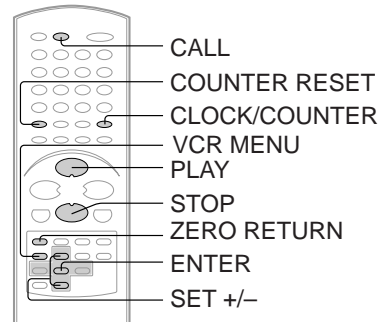 CALL
COUNTER RESET
CLOCK/COUNTER
VCR MENU
PLAY
STOP
ZERO RETURN
ENTER
SET +/–